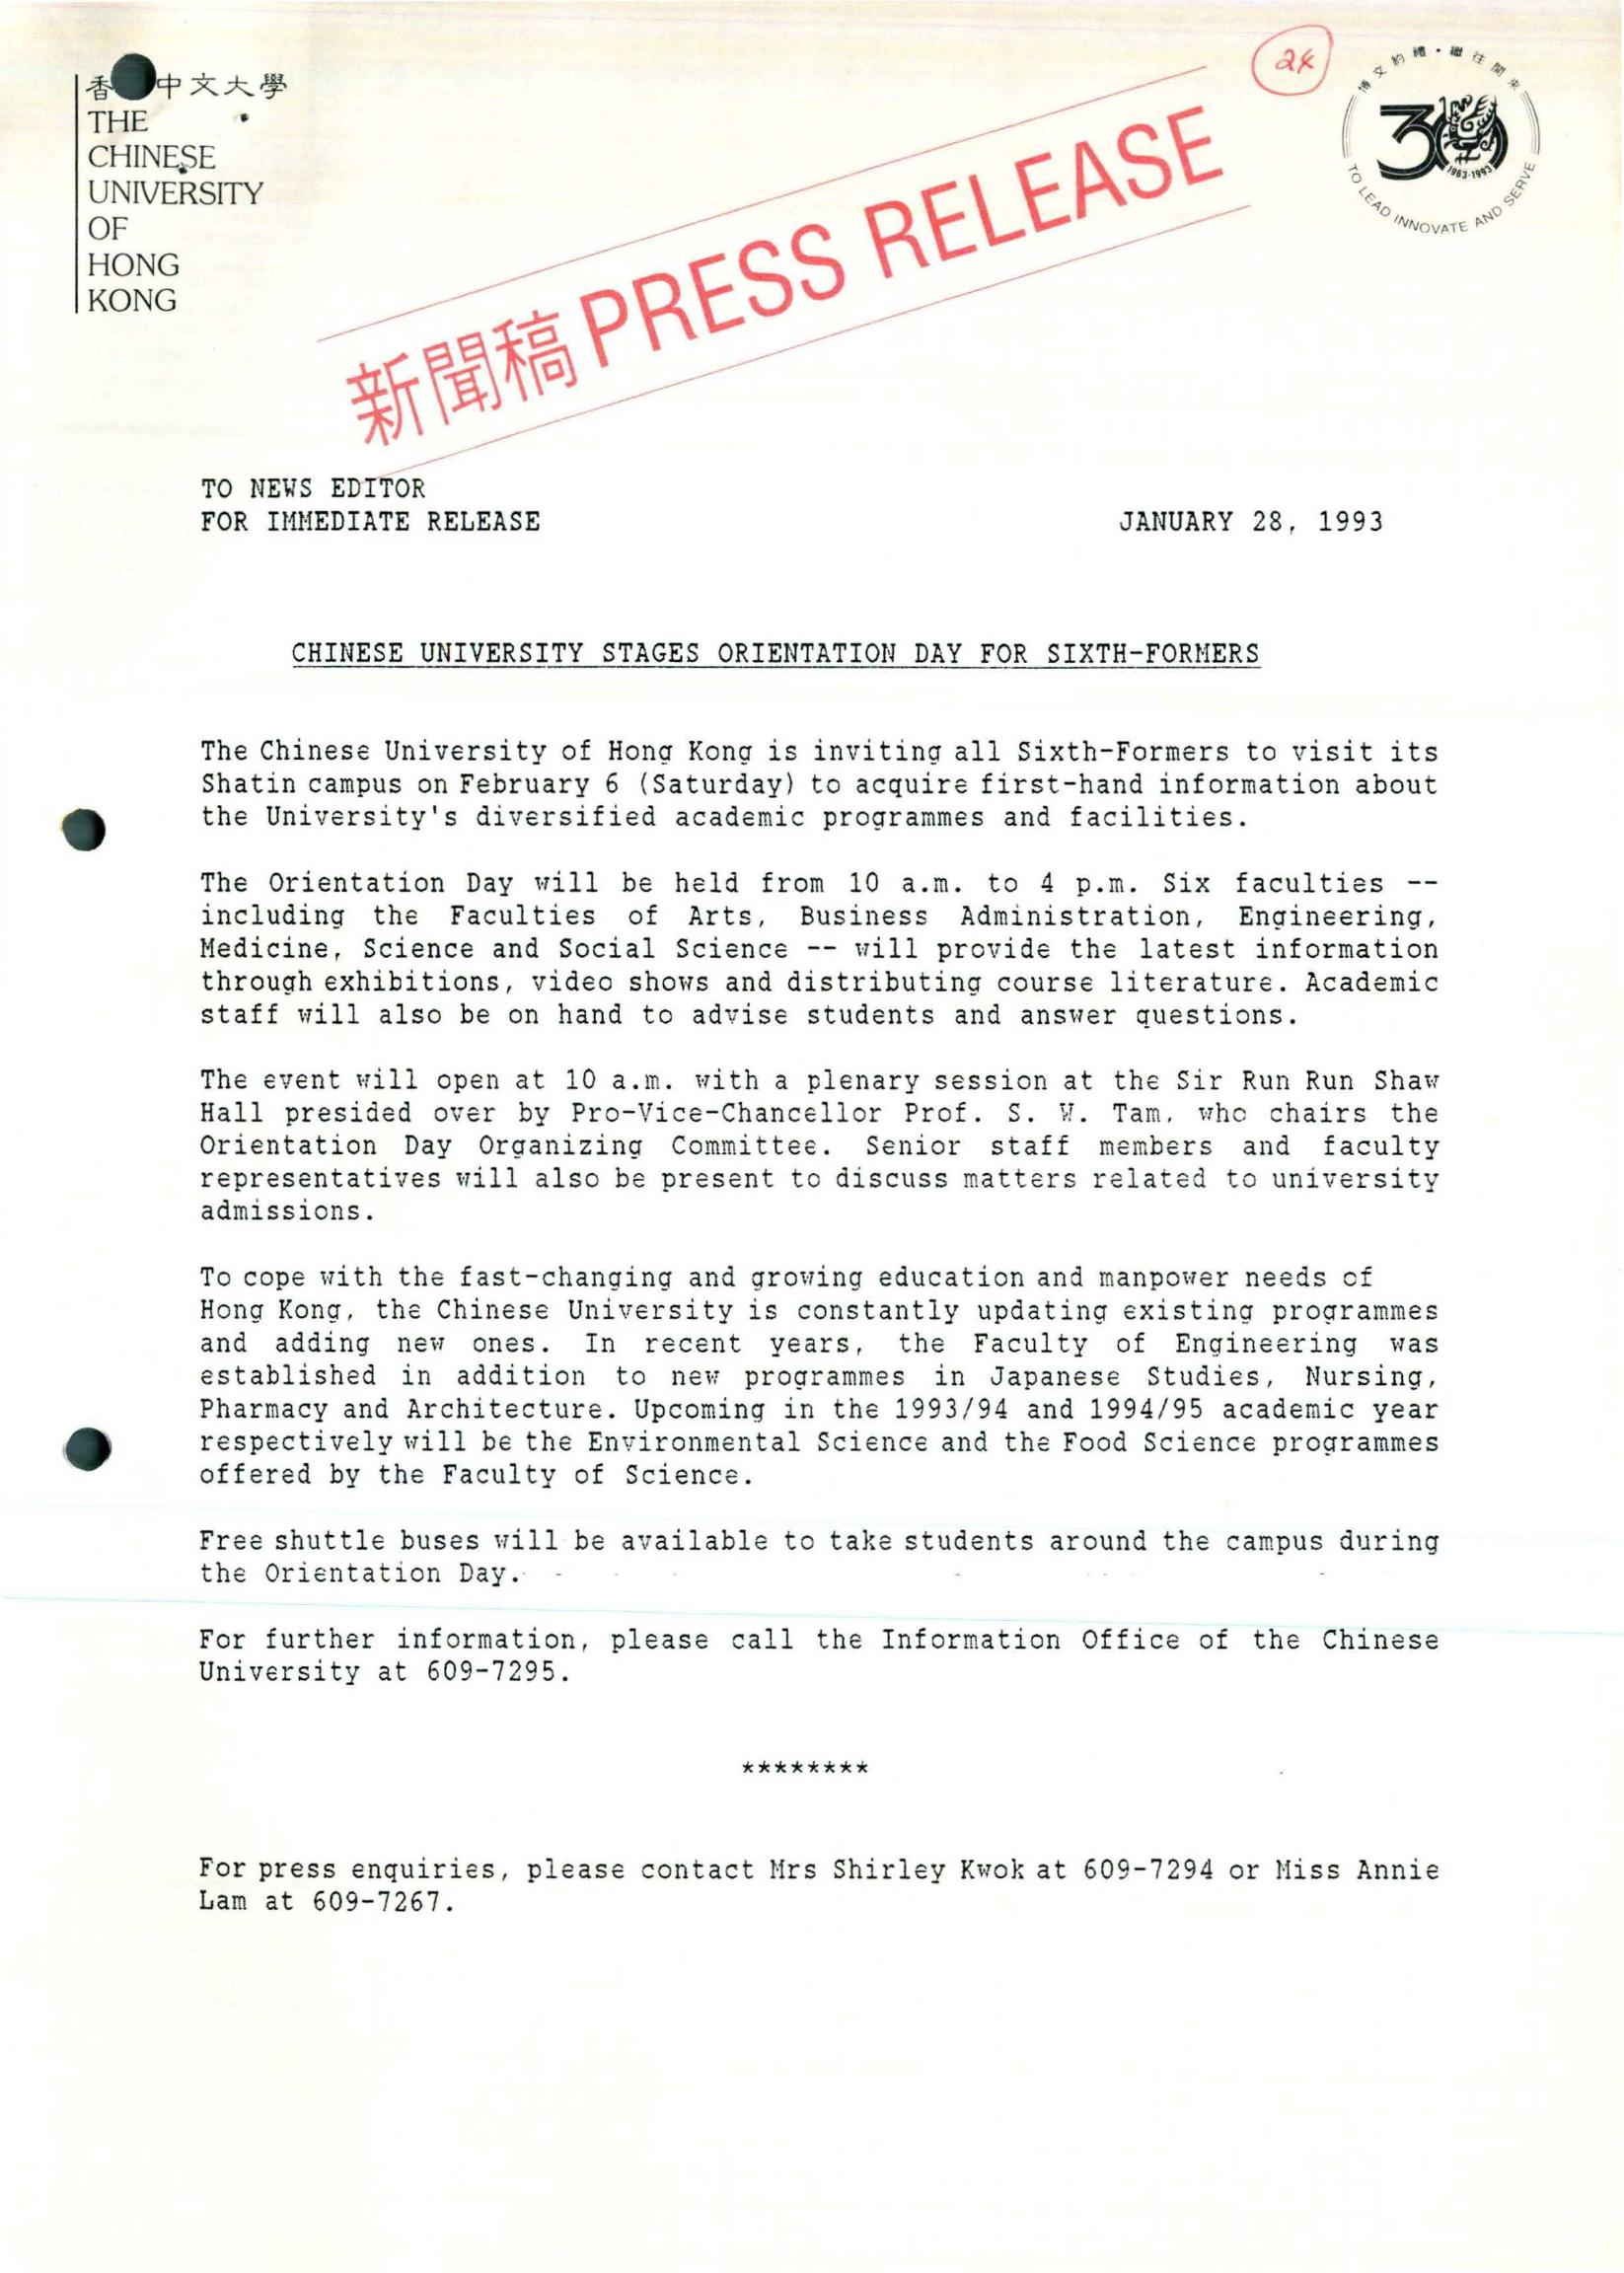 香 中文大學
THE
CHINESE
UNIVERSITY
OF
HONG
KONG
24
博文約禮·繼往開來
30
1963-1993
TO LEAD INNOVATE AND SERVE
新聞稿 PRESS RELEASE
TO NEWS EDITOR
FOR IMMEDIATE RELEASE JANUARY 28, 1993
CHINESE UNIVERSITY STAGES ORIENTATION DAY FOR SIXTH-FORMERS
The Chinese University of Hong Kong is inviting all Sixth-Formers to visit its
Shatin campus on February 6 (Saturday) to acquire first-hand information about
the University's diversified academic programmes and facilities.
The Orientation Day will be held from 10 a.m. to 4 p.m. Six faculties --
including the Faculties of Arts, Business Administration, Engineering,
Medicine, Science and Social Science -- will provide the latest information
through exhibitions, video shows and distributing course literature. Academic
staff will also be on hand to advise students and answer questions.
The event will open at 10 a.m. with a plenary session at the Sir Run Run Shaw
Hall presided over by Pro-Vice-Chancellor Prof. S. W. Tam, who chairs the
Orientation Day Organizing Committee. Senior staff members and faculty
representatives will also be present to discuss matters related to university
admissions.
To cope with the fast-changing and growing education and manpower needs of
Hong Kong, the Chinese University is constantly updating existing programmes
and adding new ones. In recent years, the Faculty of Engineering was
established in addition to new programmes in Japanese Studies, Nursing,
Pharmacy and Architecture. Upcoming in the 1993/94 and 1994/95 academic year
respectively will be the Environmental Science and the Food Science programmes
offered by the Faculty of Science.
Free shuttle buses will be available to take students around the campus during
the Orientation Day.
For further information, please call the Information Office of the Chinese
University at 609-7295.
********
For press enquiries, please contact Mrs Shirley Kwok at 609-7294 or Miss Annie
Lam at 609-7267.